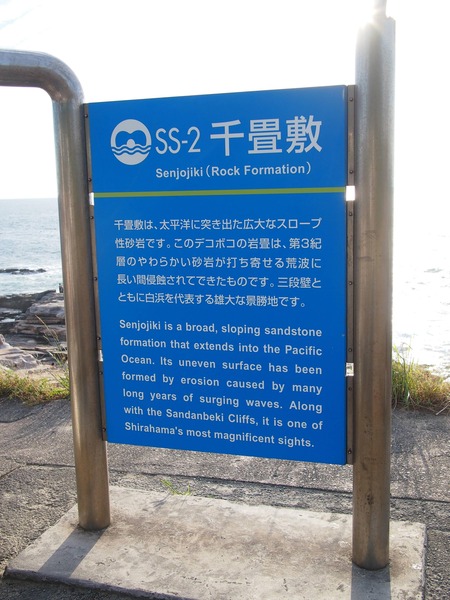 SS-2 千畳敷
Senjojiki(Rock Formation)
千畳敷は、太平洋に突き出た広大なスロープ
性砂岩です。このデコボコの岩畳は、第3紀
層のやわらかい砂岩が打ち寄せる荒波に
長い間侵蝕されてできたものです。三段壁と
ともに白浜を代表する雄大な景勝地です。
Senjojiki is a broad, sloping sandstone
formation that extends into the Pacific
Ocean. Its uneven surface has been
formed by erosion caused by many
long years of surging waves. Along
with the Sandanbeki Cliffs, it is one of
Shirahama's most magnificent sights.